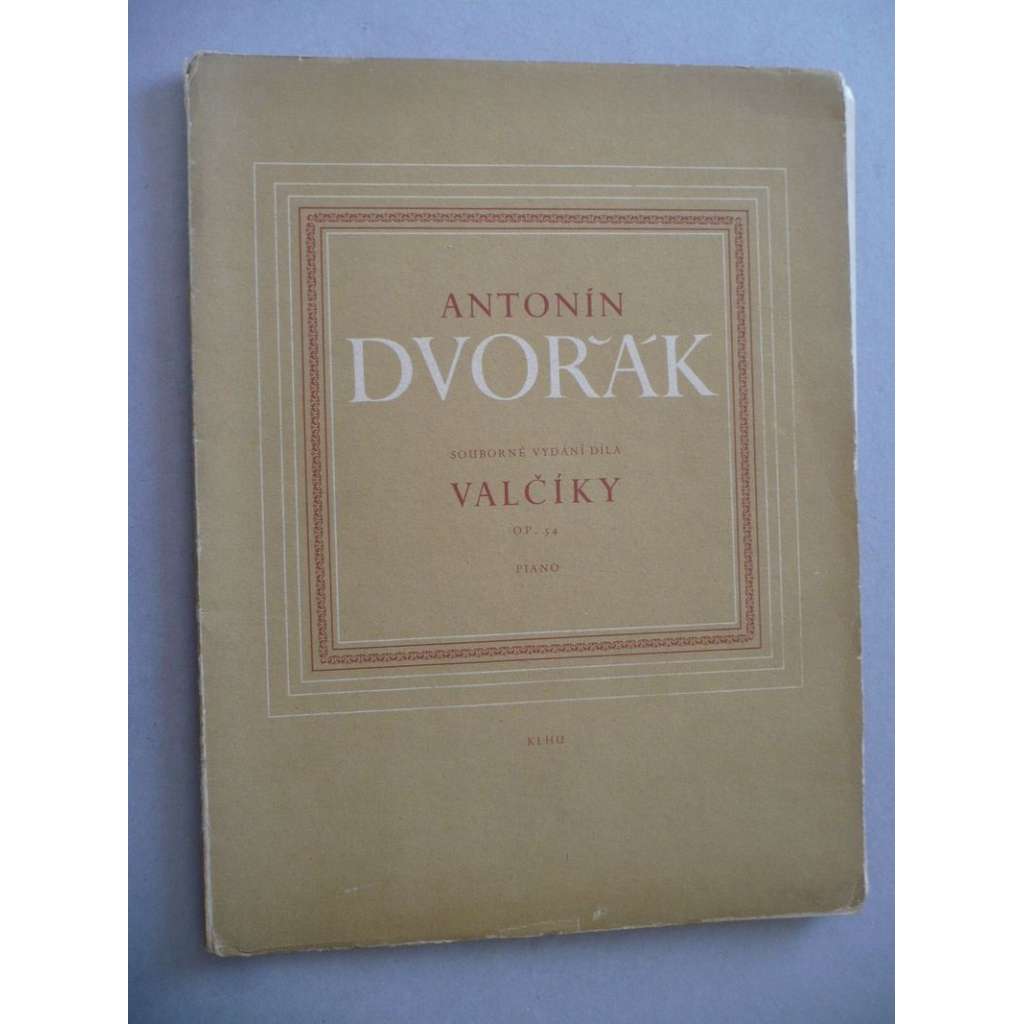 ANTONÍN
DVOŘÁK
SOUBORNÉ VYDÁNÍ DÍLA
VALČÍKY
OP. 54
PIANO
KLHU